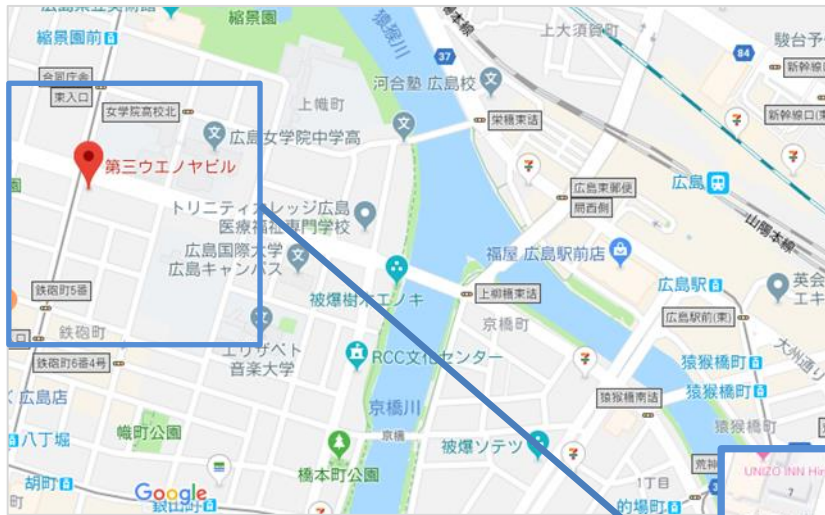 広島県立美術館
縮景園
縮景園前
合同庁舎
東入口
女学院高校北
広島女学院中学高
第三ウエノヤビル
トリニティカレッジ広島
医療福祉専門学校
広島国際大学
広島キャンパス
鉄砲町5番
鉄砲町
鉄砲町6番4号
広島店
八丁堀
胡町
幟町公園
エリザベト
音楽大学
上幟町
猿猴川
37
河合塾 広島校
上大須賀町
84
駿台予
新幹線口
新幹線口(東
栄橋東詰
広島東郵便
局西側
広島
山陽本線
福屋 広島駅前店
広島駅
英会
エキ
広島駅前(東)
大州通り
被爆樹木エノキ
上柳橋東詰
京橋町
RCC文化センター
京橋川
京橋
橋本町公園
被爆ソテツ
猿猴橋町
猿猴橋町
猿猴橋町
猿猴橋南詰
荒神
UNIZO INN Hir
1丁目
的場町
銀山町
Google